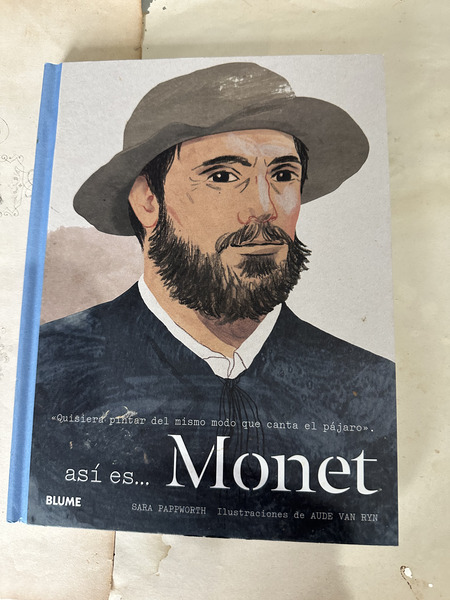 «Quisiera pintar del mismo modo que canta el pájaro».
así es... Monet
BLUME
SARA PAPPWORTH Ilustraciones de AUDE VAN RYN